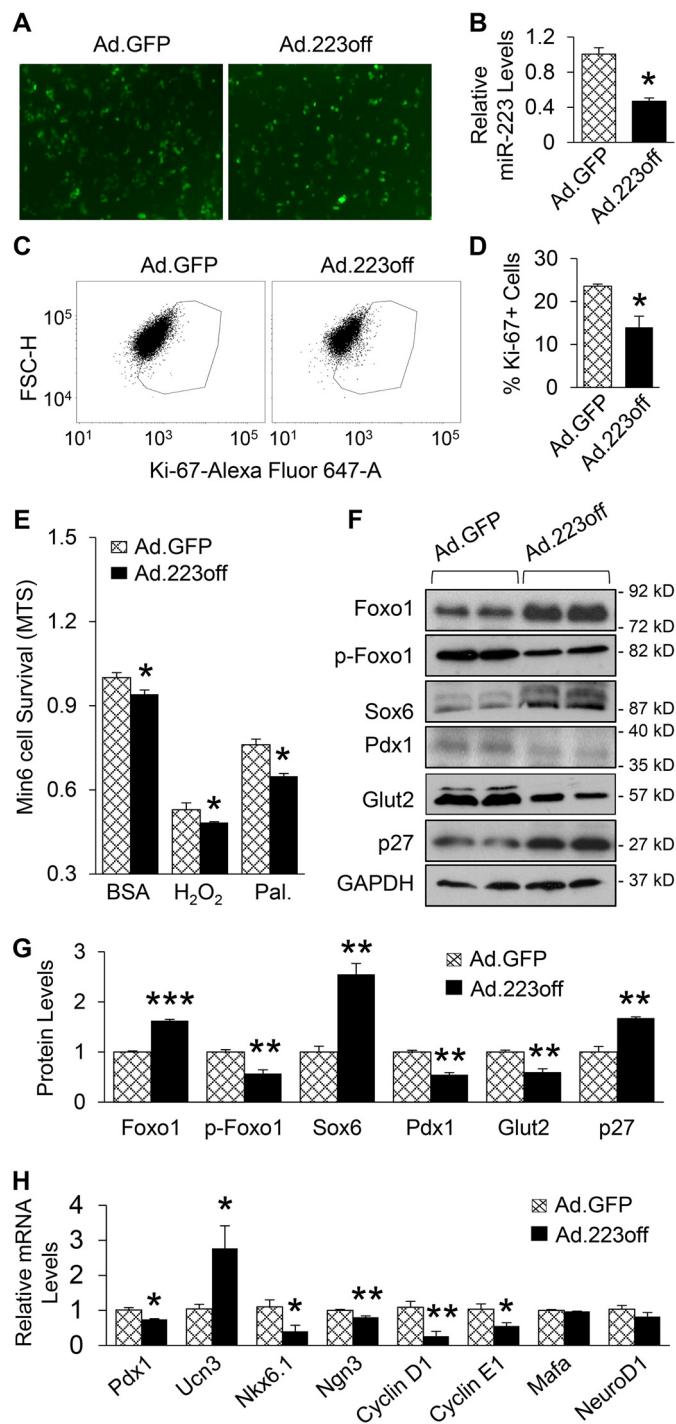 A
Ad.GFP Ad.223off
B
Relative
miR-223 Levels
1.2
0.8
0.4
0
*
Ad.GFP
Ad.223off
C
Ad.GFP Ad.223off
FSC-H
10⁵
10⁴
10¹ 10³ 10⁵ 10¹ 10³ 10⁵
Ki-67-Alexa Fluor 647-A
D
% Ki-67+ Cells
30
20
10
0
*
Ad.GFP
Ad.223off
E
Min6 cell Survival (MTS)
1.5
1.2
0.9
0.6
0.3
Ad.GFP
Ad.223off
* * *
BSA H₂O₂ Pal.
F
Ad.GFP Ad.223off
Foxo1
- 92 kD
- 72 kD
p-Foxo1 - 82 kD
Sox6 - 87 kD
Pdx1
- 40 kD
- 35 kD
Glut2 - 57 kD
p27 - 27 kD
GAPDH - 37 kD
G
Protein Levels
3
2
1
0
Ad.GFP
Ad.223off
*** ** ** ** ** **
Foxo1 p-Foxo1 Sox6 Pdx1 Glut2 p27
H
Relative mRNA
Levels
4
3
2
1
0
Ad.GFP
Ad.223off
* * * ** ** *
Pdx1 Ucn3 Nkx6.1 Ngn3 Cyclin D1 Cyclin E1 Mafa NeuroD1